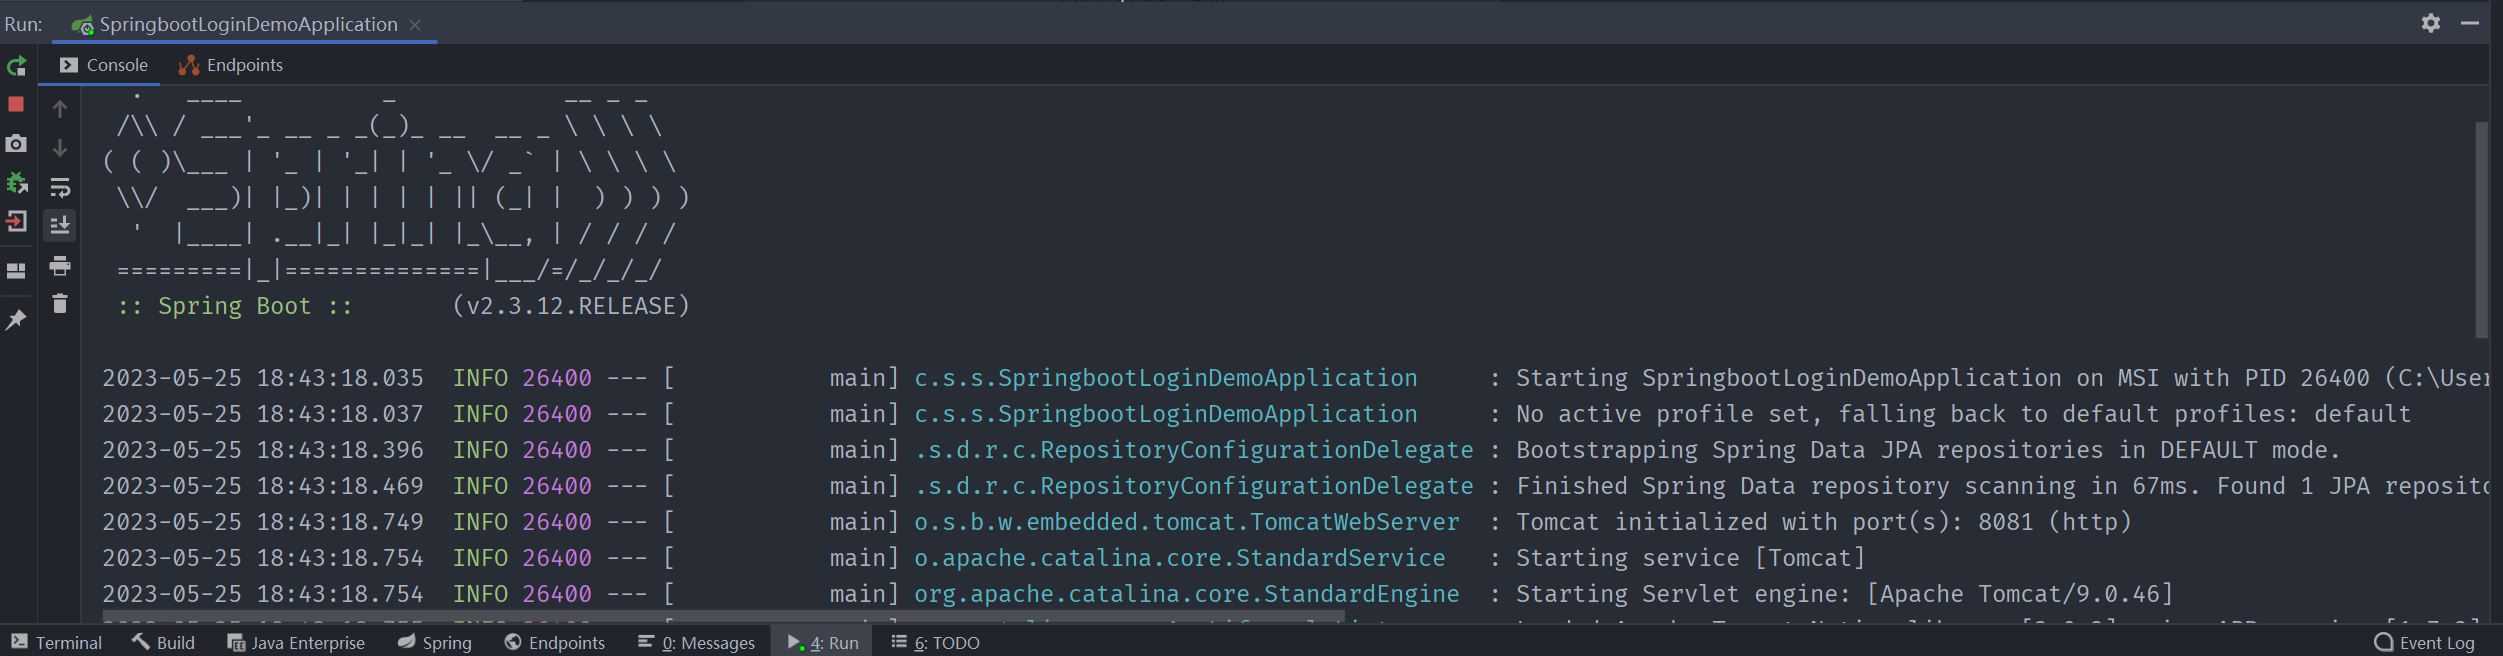 Run: SpringbootLoginDemoApplication
Console Endpoints
  .   ____          _            __ _ _
 /\\ / ___'_ __ _ _(_)_ __  __ _ \ \ \ \
( ( )\___ | '_ | '_| | '_ \/ _` | \ \ \ \
 \\/  ___)| |_)| | | | | || (_| |  ) ) ) )
  '  |____| .__|_| |_|_| |_\__, | / / / /
 =========|_|==============|___/=/_/_/_/
 :: Spring Boot ::       (v2.3.12.RELEASE)
2023-05-25 18:43:18.035  INFO 26400 --- [           main] c.s.s.SpringbootLoginDemoApplication     : Starting SpringbootLoginDemoApplication on MSI with PID 26400 (C:\User
2023-05-25 18:43:18.037  INFO 26400 --- [           main] c.s.s.SpringbootLoginDemoApplication     : No active profile set, falling back to default profiles: default
2023-05-25 18:43:18.396  INFO 26400 --- [           main] .s.d.r.c.RepositoryConfigurationDelegate : Bootstrapping Spring Data JPA repositories in DEFAULT mode.
2023-05-25 18:43:18.469  INFO 26400 --- [           main] .s.d.r.c.RepositoryConfigurationDelegate : Finished Spring Data repository scanning in 67ms. Found 1 JPA reposito
2023-05-25 18:43:18.749  INFO 26400 --- [           main] o.s.b.w.embedded.tomcat.TomcatWebServer  : Tomcat initialized with port(s): 8081 (http)
2023-05-25 18:43:18.754  INFO 26400 --- [           main] o.apache.catalina.core.StandardService   : Starting service [Tomcat]
2023-05-25 18:43:18.754  INFO 26400 --- [           main] org.apache.catalina.core.StandardEngine  : Starting Servlet engine: [Apache Tomcat/9.0.46]
Terminal Build Java Enterprise Spring Endpoints 0: Messages 4: Run 6: TODO Event Log